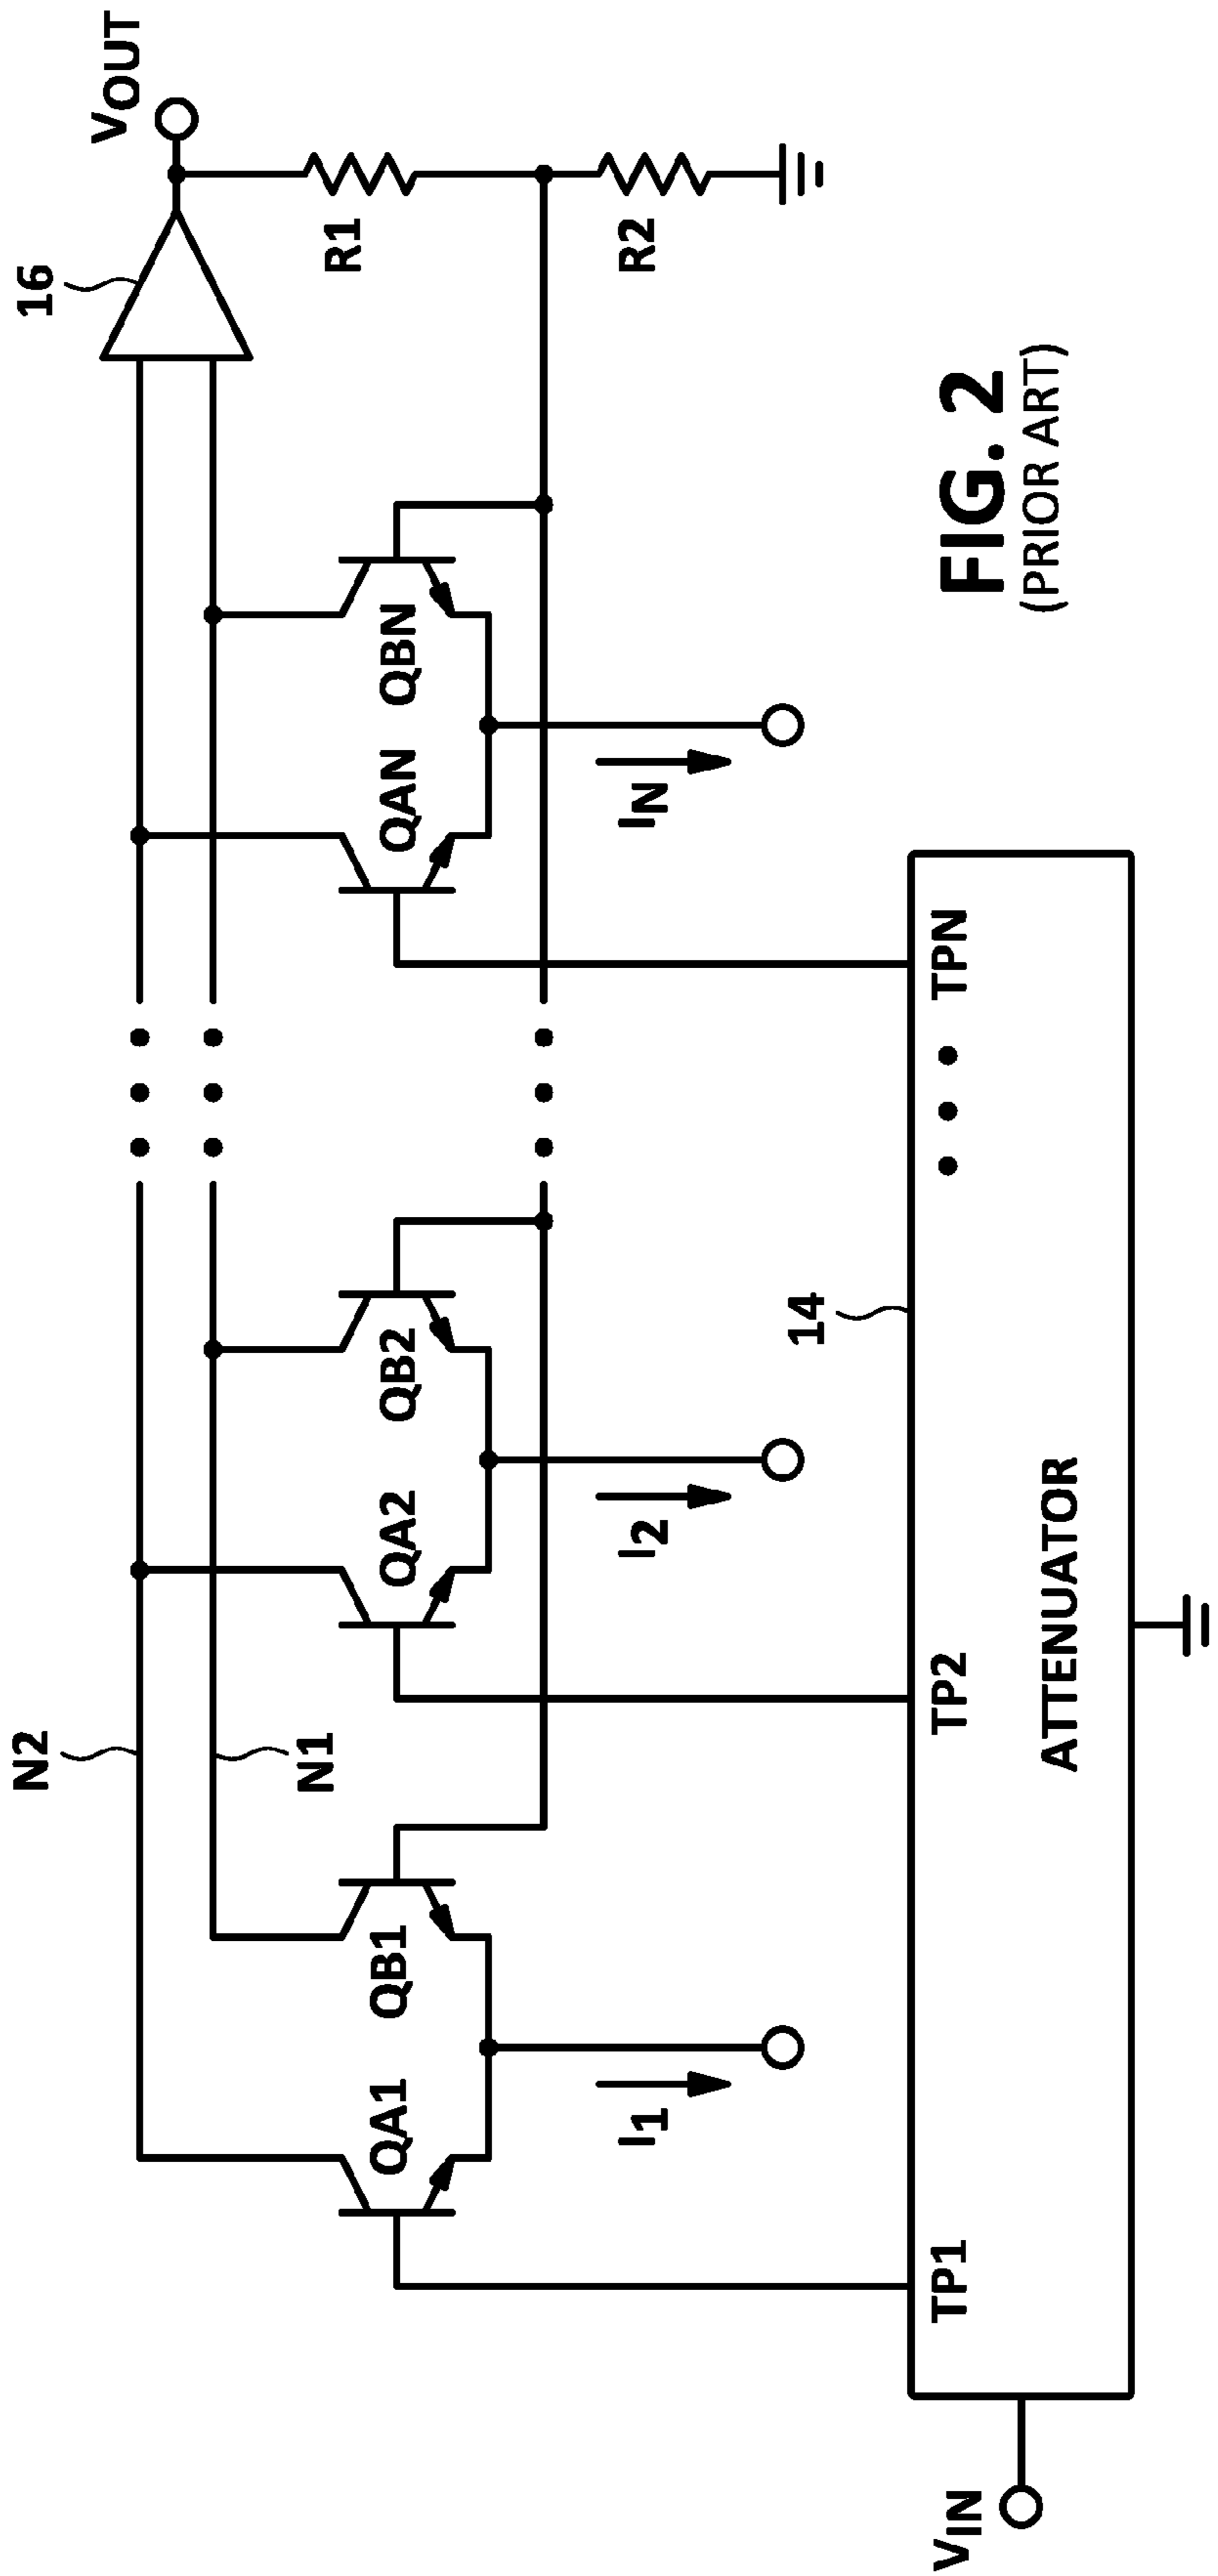 VOUT
16
R1
R2
N2
N1
QA1 QB1
QA2 QB2
QAN QBN
I1
I2
IN
14
TP1 TP2 TPN
ATTENUATOR
VIN
FIG. 2
(PRIOR ART)